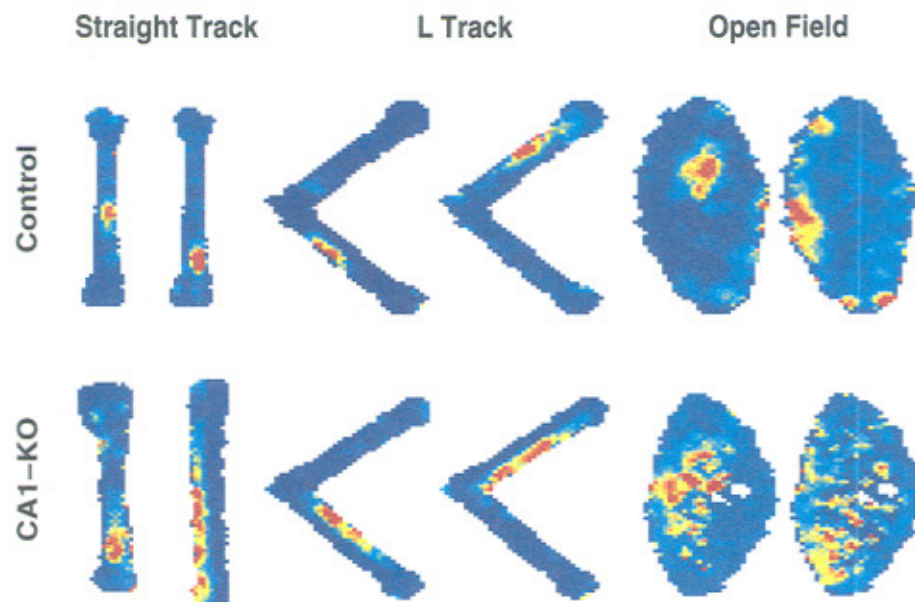 Straight Track
L Track
Open Field
Control
CA1–KO